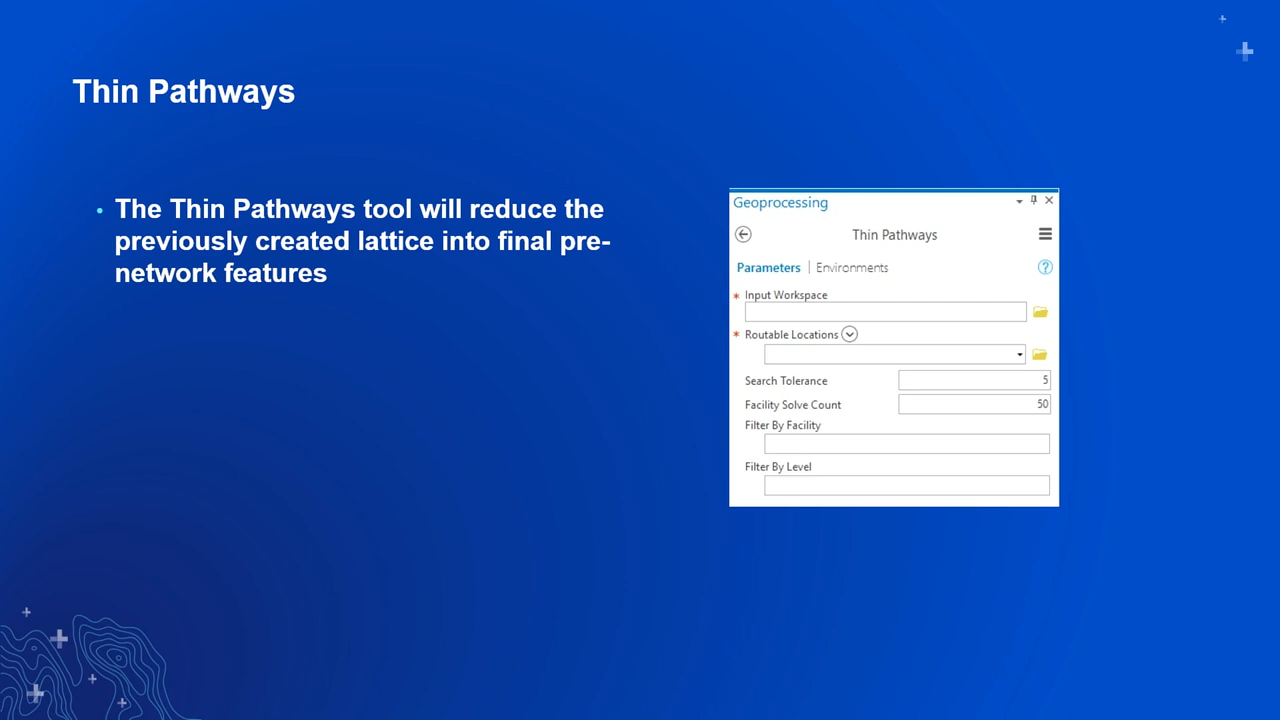 Thin Pathways
• The Thin Pathways tool will reduce the
previously created lattice into final pre-
network features
Geoprocessing
Thin Pathways
Parameters | Environments
?
* Input Workspace
* Routable Locations
Search Tolerance 5
Facility Solve Count 50
Filter By Facility
Filter By Level